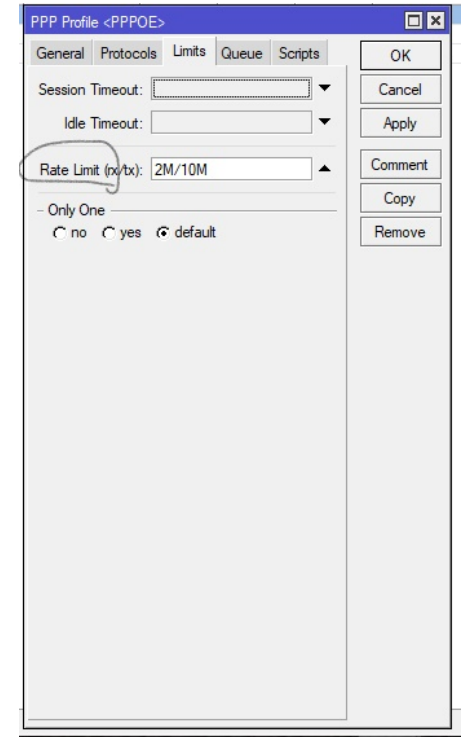 PPP Profile <PPPOE>
General Protocols Limits Queue Scripts
OK
Session Timeout:
Cancel
Idle Timeout:
Apply
Rate Limit (rx/tx): 2M/10M
Comment
Copy
Only One
Remove
no yes default